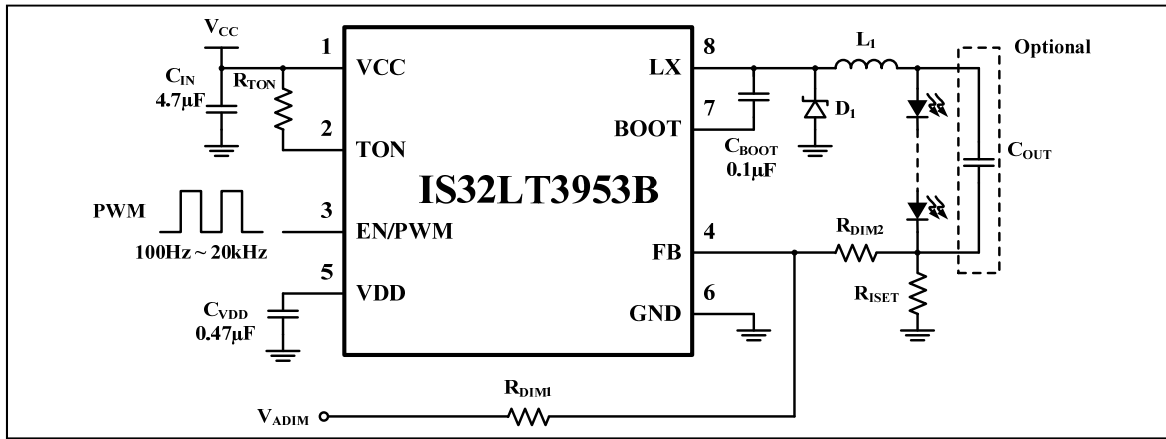 VCC
1
8
L1
Optional
CIN
4.7µF
RTON
VCC
LX
D1
2
7
TON
BOOT
CBOOT
0.1µF
COUT
IS32LT3953B
PWM
3
4
RDIM2
EN/PWM
FB
100Hz ~ 20kHz
5
6
RISET
VDD
GND
CVDD
0.47µF
RDIM1
VADIM